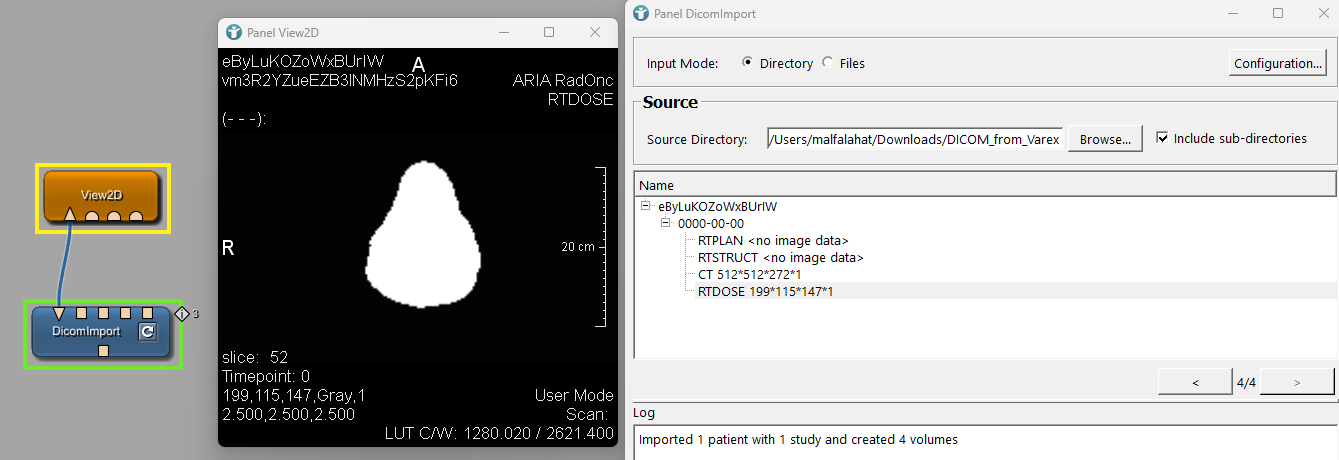 View2D
DicomImport
3
Panel View2D
eByLuKOZoWxBUrIW
vm3R2YZueEZB3lNMHzS2pKFi6
A
ARIA RadOnc
RTDOSE
(- - -):
R
20 cm
slice: 52
Timepoint: 0
199,115,147,Gray,1
2.500,2.500,2.500
User Mode
Scan:
LUT C/W: 1280.020 / 2621.400
Panel DicomImport
Input Mode: Directory Files Configuration...
Source
Source Directory: /Users/malfalahat/Downloads/DICOM_from_Varex Browse... Include sub-directories
Name
eByLuKOZoWxBUrIW
0000-00-00
RTPLAN <no image data>
RTSTRUCT <no image data>
CT 512*512*272*1
RTDOSE 199*115*147*1
< 4/4 >
Log
Imported 1 patient with 1 study and created 4 volumes